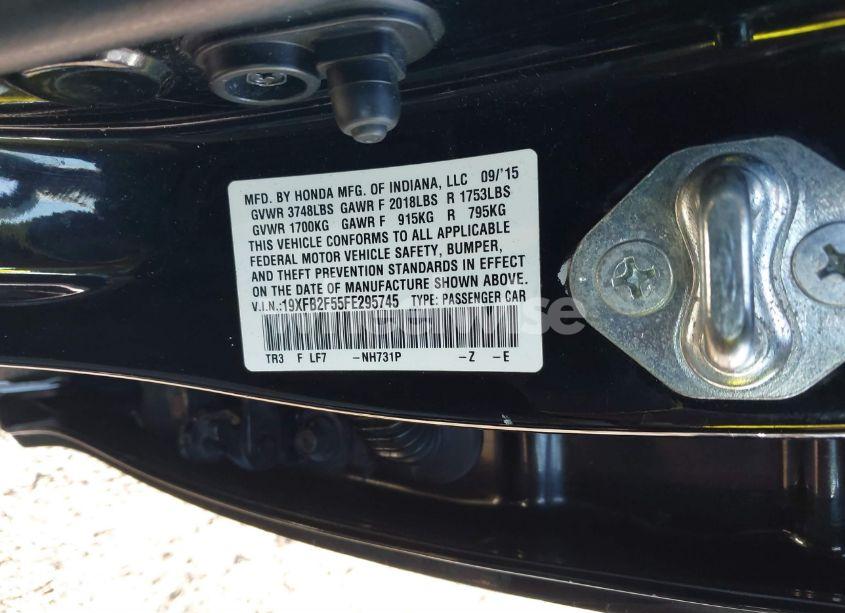 MFD. BY HONDA MFG. OF INDIANA, LLC 09/'15
GVWR 3748LBS GAWR F 2018LBS R 1753LBS
GVWR 1700KG GAWR F 915KG R 795KG
THIS VEHICLE CONFORMS TO ALL APPLICABLE
FEDERAL MOTOR VEHICLE SAFETY, BUMPER,
AND THEFT PREVENTION STANDARDS IN EFFECT
ON THE DATE OF MANUFACTURE SHOWN ABOVE.
V.I.N.:19XFB2F55FE295745 TYPE: PASSENGER CAR
TR3 F LF7 -NH731P -Z -E